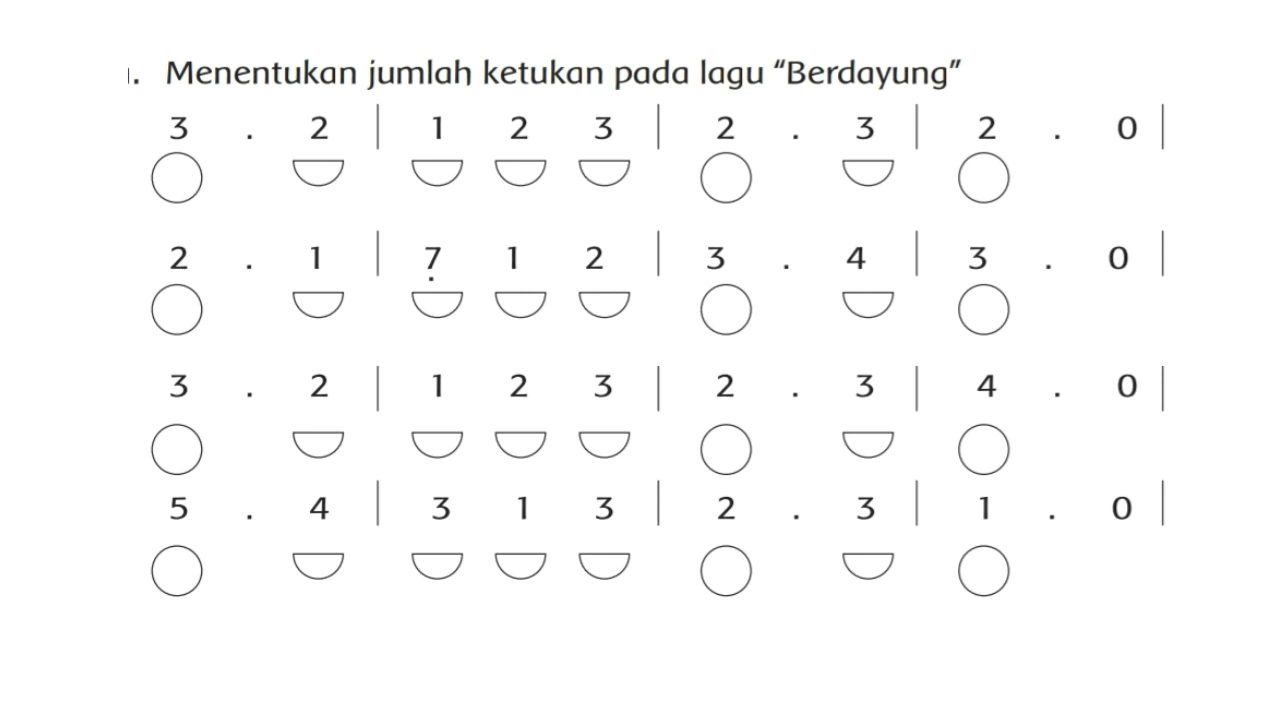 . Menentukan jumlah ketukan pada lagu “Berdayung”
3 . 2 | 1 2 3 | 2 . 3 | 2 . 0 |
2 . 1 | 7̣ 1 2 | 3 . 4 | 3 . 0 |
3 . 2 | 1 2 3 | 2 . 3 | 4 . 0 |
5 . 4 | 3 1 3 | 2 . 3 | 1 . 0 |